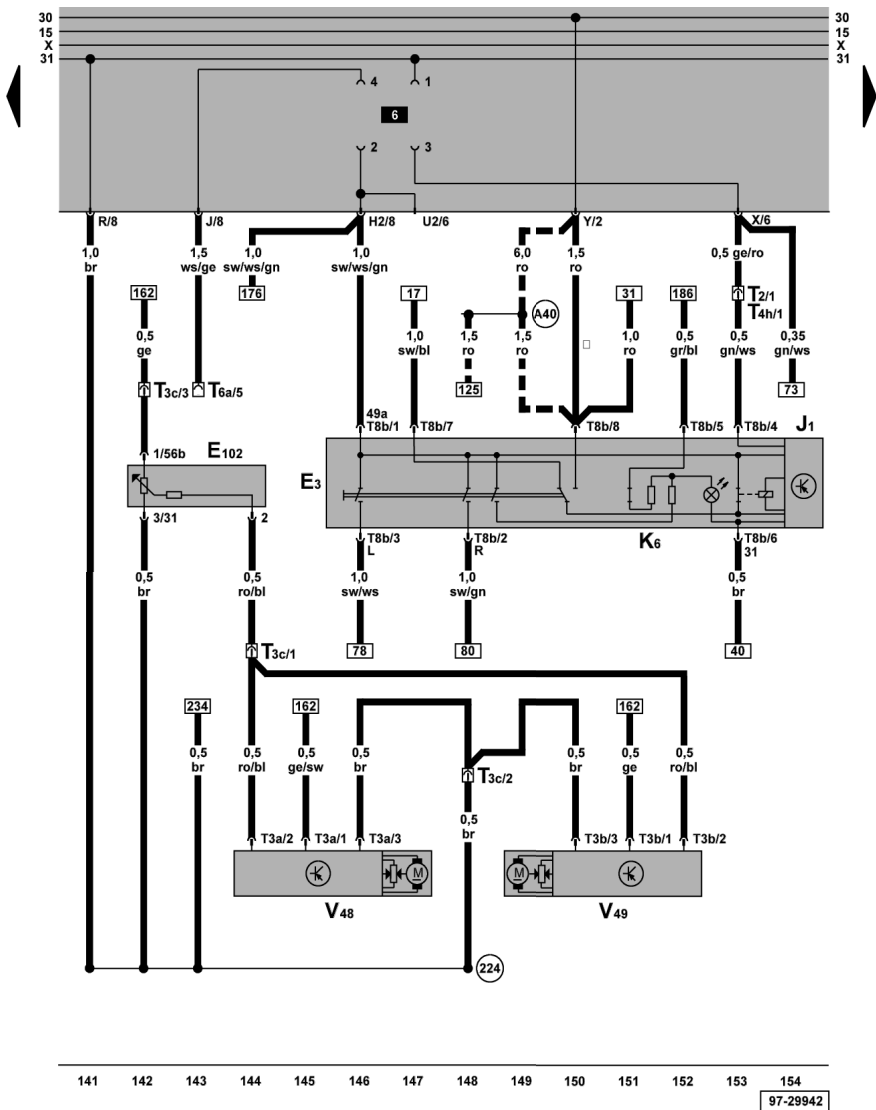 30 30
15 15
X X
31 31
4 1
6
2 3
R/8 J/8 H2/8 U2/6 Y/2 X/6
1,0 1,5 1,0 1,0 6,0 1,5 0,5 ge/ro
br ws/ge sw/ws/gn sw/ws/gn ro ro
162 176 17 31 186 T2/1
A40 T4h/1
0,5 1,0 1,5 1,5 1,0 0,5 0,5 0,35
ge sw/bl ro ro ro gr/bl gn/ws gn/ws
T3c/3 T6a/5 125 73
49a
T8b/1 T8b/7 T8b/8 T8b/5 T8b/4 J1
1/56b E102
E3
3/31 2 T8b/3 T8b/2 K6 T8b/6
L R 31
0,5 0,5 1,0 1,0 0,5
br ro/bl sw/ws sw/gn br
T3c/1 78 80 40
234 162 162
0,5 0,5 0,5 0,5 0,5 0,5 0,5
br ro/bl ge/sw br br ge ro/bl
T3c/2
0,5
br
T3a/2 T3a/1 T3a/3 T3b/3 T3b/1 T3b/2
M M
V48 V49
224
141 142 143 144 145 146 147 148 149 150 151 152 153 154
97-29942